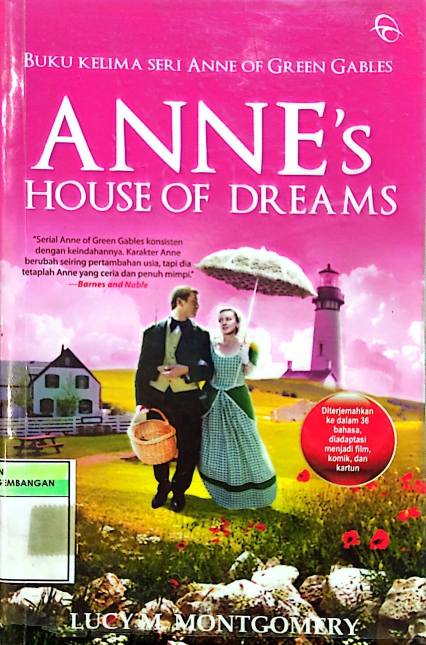 BUKU KELIMA SERI ANNE OF GREEN GABLES
ANNE's
HOUSE OF DREAMS
"Serial Anne of Green Gables konsisten
dengan keindahannya. Karakter Anne
berubah seiring pertambahan usia, tapi dia
tetaplah Anne yang ceria dan penuh mimpi."
—Barnes and Noble
Diterjemahkan
ke dalam 36
bahasa,
diadaptasi
menjadi film,
komik, dan
kartun
LUCY M. MONTGOMERY